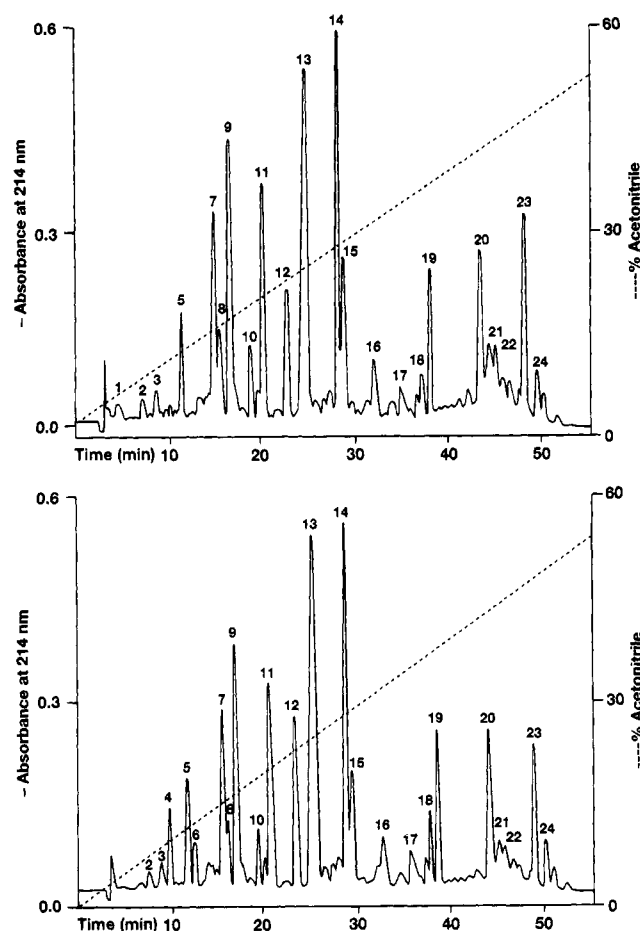 0.6
0.3
0.0
– Absorbance at 214 nm
60
30
0
----% Acetonitrile
Time (min) 10 20 30 40 50
1 2 3 5 7 8 9 10 11 12 13 14 15 16 17 18 19 20 21 22 23 24
0.6
0.3
0.0
– Absorbance at 214 nm
60
30
0
----% Acetonitrile
Time (min) 10 20 30 40 50
2 3 4 5 6 7 8 9 10 11 12 13 14 15 16 17 18 19 20 21 22 23 24